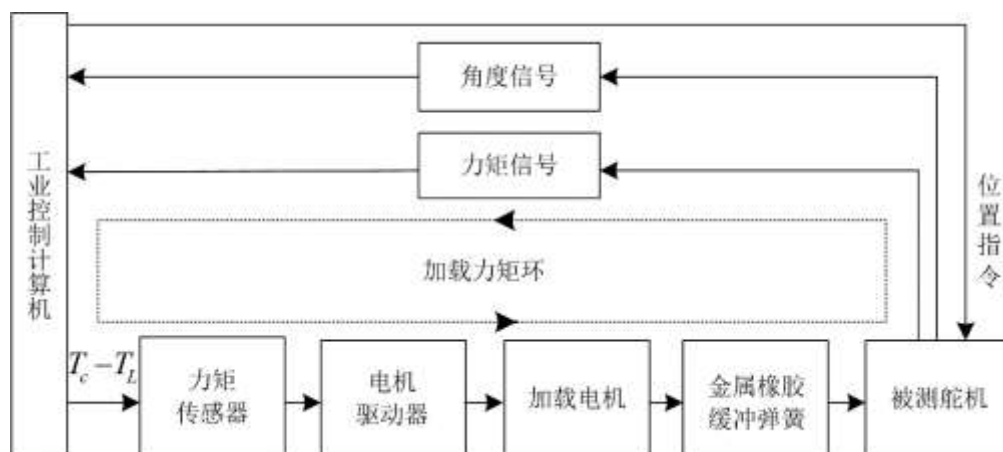 工业控制计算机
角度信号
力矩信号
位置指令
加载力矩环
T_c - T_L
力矩
传感器
电机
驱动器
加载电机
金属橡胶
缓冲弹簧
被测舵机